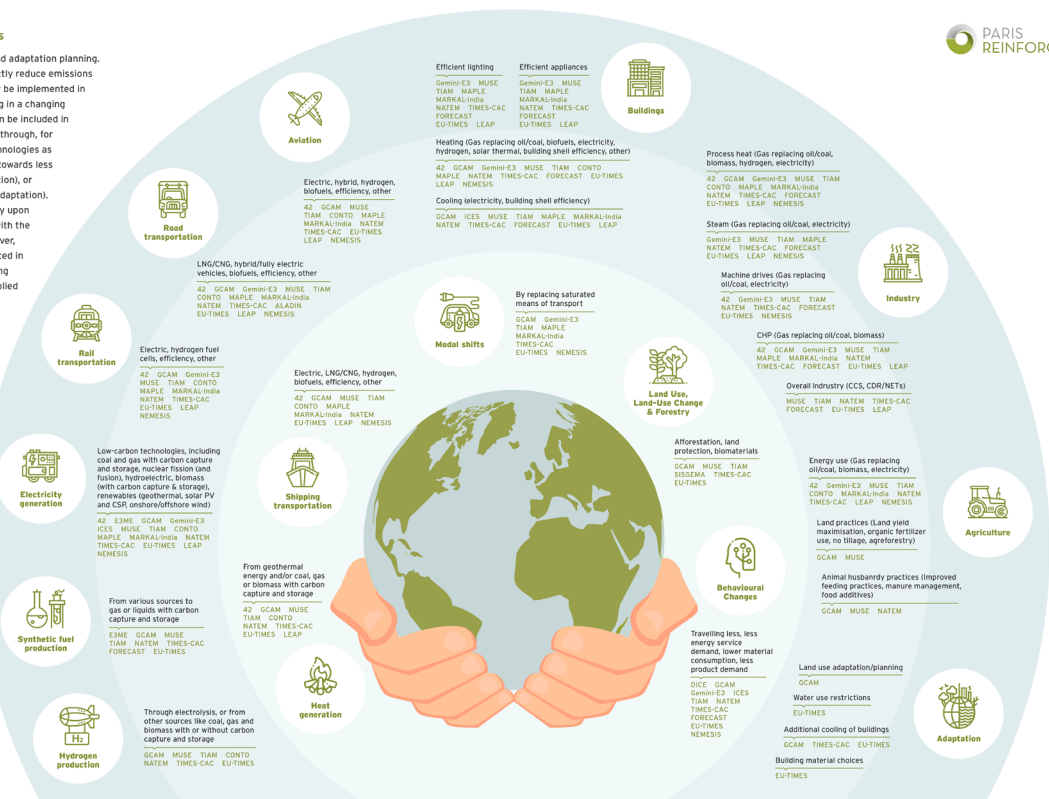 s
d adaptation planning.
ctly reduce emissions
be implemented in
g in a changing
n be included in
through, for
nnologies as
owards less
tion), or
daptation).
y upon
ith the
ver,
ced in
ng
plied
PARIS
REINFORC
Efficient lighting
Gemini-E3 MUSE
TIAM MAPLE
MARKAL-India
NATEM TIMES-CAC
FORECAST
EU-TIMES LEAP
Efficient appliances
Gemini-E3 MUSE
TIAM MAPLE
MARKAL-India
NATEM TIMES-CAC
FORECAST
EU-TIMES LEAP
Buildings
Heating (Gas replacing oil/coal, biofuels, electricity,
hydrogen, solar thermal, building shell efficiency, other)
42 GCAM Gemini-E3 MUSE TIAM CONTO
MAPLE NATEM TIMES-CAC FORECAST EU-TIMES
LEAP NEMESIS
Cooling (electricity, building shell efficiency)
GCAM ICES MUSE TIAM MAPLE MARKAL-India
NATEM TIMES-CAC FORECAST EU-TIMES LEAP
Aviation
Electric, hybrid, hydrogen,
biofuels, efficiency, other
42 GCAM MUSE
TIAM CONTO MAPLE
MARKAL-India NATEM
TIMES-CAC EU-TIMES
LEAP NEMESIS
Road
transportation
LNG/CNG, hybrid/fully electric
vehicles, biofuels, efficiency, other
42 GCAM Gemini-E3 MUSE TIAM
CONTO MAPLE MARKAL-India
NATEM TIMES-CAC ALADIN
EU-TIMES LEAP NEMESIS
Process heat (Gas replacing oil/coal,
biomass, hydrogen, electricity)
42 GCAM Gemini-E3 MUSE TIAM
CONTO MAPLE MARKAL-India
NATEM TIMES-CAC FORECAST
EU-TIMES LEAP NEMESIS
Steam (Gas replacing oil/coal, electricity)
Gemini-E3 MUSE TIAM MAPLE
NATEM TIMES-CAC FORECAST
EU-TIMES LEAP NEMESIS
Machine drives (Gas replacing
oil/coal, electricity)
42 Gemini-E3 MUSE TIAM
NATEM TIMES-CAC FORECAST
EU-TIMES LEAP NEMESIS
Industry
CHP (Gas replacing oil/coal, biomass)
42 GCAM Gemini-E3 MUSE TIAM
MAPLE MARKAL-India NATEM
TIMES-CAC FORECAST EU-TIMES LEAP
Overall indrustry (CCS, CDR/NETs)
MUSE TIAM NATEM TIMES-CAC
FORECAST EU-TIMES LEAP
Modal shifts
By replacing saturated
means of transport
GCAM Gemini-E3
TIAM MAPLE
MARKAL-India
TIMES-CAC
EU-TIMES NEMESIS
Rail
transportation
Electric, hydrogen fuel
cells, efficiency, other
42 GCAM Gemini-E3
MUSE TIAM CONTO
MAPLE MARKAL-India
NATEM TIMES-CAC
EU-TIMES LEAP
NEMESIS
Electric, LNG/CNG, hydrogen,
biofuels, efficiency, other
42 GCAM MUSE TIAM
CONTO MAPLE
MARKAL-India NATEM
EU-TIMES LEAP NEMESIS
Shipping
transportation
Land Use,
Land-Use Change
& Forestry
Afforestation, land
protection, biomaterials
GCAM MUSE TIAM
SISGEMA TIMES-CAC
EU-TIMES
Electricity
generation
Low-carbon technologies, including
coal and gas with carbon capture
and storage, nuclear fission (and
fusion), hydroelectric, biomass
(with carbon capture & storage),
renewables (geothermal, solar PV
and CSP, onshore/offshore wind)
42 E3ME GCAM Gemini-E3
ICES MUSE TIAM CONTO
MAPLE MARKAL-India NATEM
TIMES-CAC EU-TIMES LEAP
NEMESIS
Energy use (Gas replacing
oil/coal, biomass, electricity)
42 Gemini-E3 MUSE TIAM
CONTO MARKAL-India NATEM
TIMES-CAC LEAP NEMESIS
Land practices (Land yield
maximisation, organic fertilizer
use, no tillage, agreforestry)
GCAM MUSE
Animal husbanrdy practices (Improved
feeding practices, manure management,
food additives)
GCAM MUSE NATEM
Agriculture
Synthetic fuel
production
From various sources to
gas or liquids with carbon
capture and storage
E3ME GCAM MUSE
TIAM NATEM TIMES-CAC
FORECAST EU-TIMES
From geothermal
energy and/or coal, gas
or biomass with carbon
capture and storage
42 GCAM MUSE
TIAM CONTO
NATEM TIMES-CAC
EU-TIMES LEAP
Heat
generation
Behavioural
Changes
Travelling less, less
energy service
demand, lower material
consumption, less
product demand
DICE GCAM
Gemini-E3 ICES
TIAM NATEM
TIMES-CAC
FORECAST
EU-TIMES
NEMESIS
Hydrogen
production
H2
Through electrolysis, or from
other sources like coal, gas and
biomass with or without carbon
capture and storage
GCAM MUSE TIAM CONTO
NATEM TIMES-CAC EU-TIMES
Land use adaptation/planning
GCAM
Water use restrictions
EU-TIMES
Additional cooling of buildings
GCAM TIMES-CAC EU-TIMES
Building material choices
EU-TIMES
Adaptation